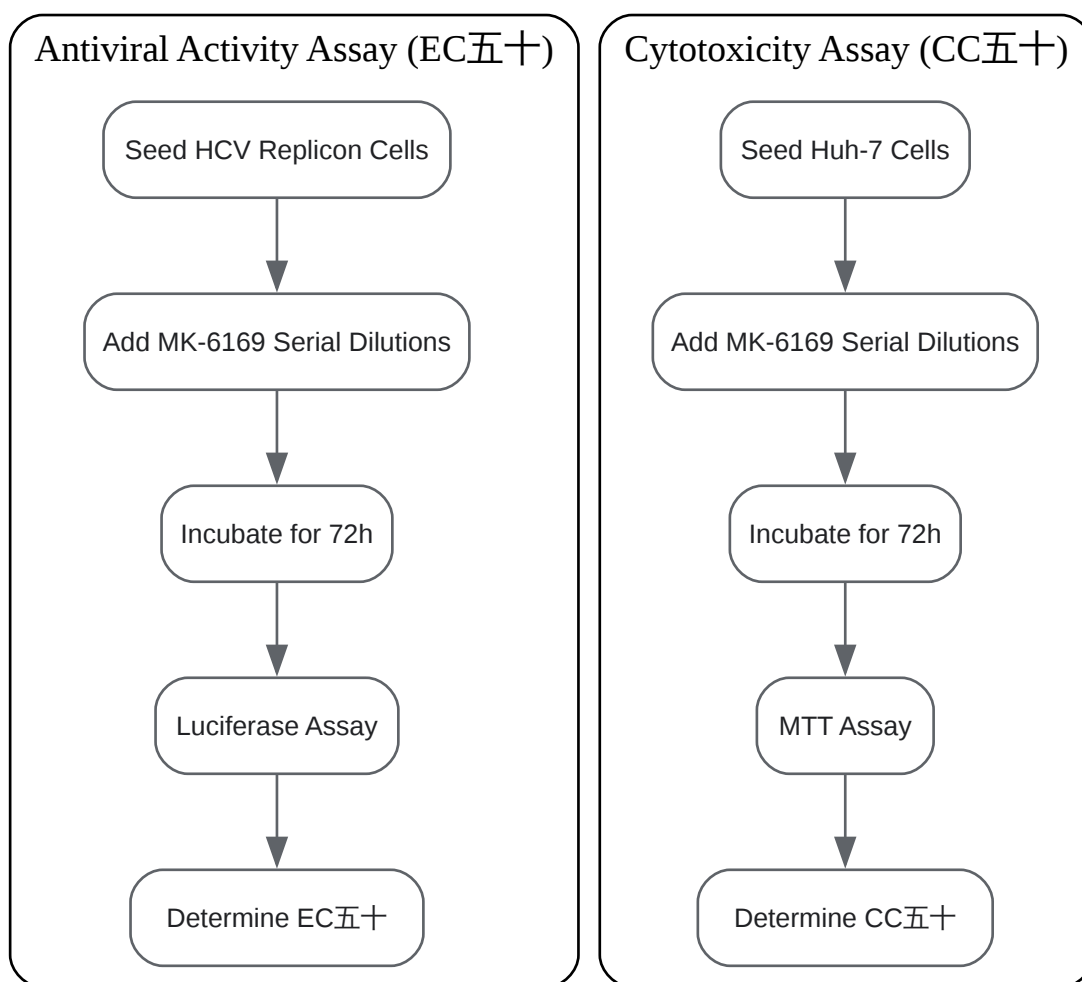 Antiviral Activity Assay (EC五十)
Seed HCV Replicon Cells
Add MK-6169 Serial Dilutions
Incubate for 72h
Luciferase Assay
Determine EC五十
Cytotoxicity Assay (CC五十)
Seed Huh-7 Cells
Add MK-6169 Serial Dilutions
Incubate for 72h
MTT Assay
Determine CC五十